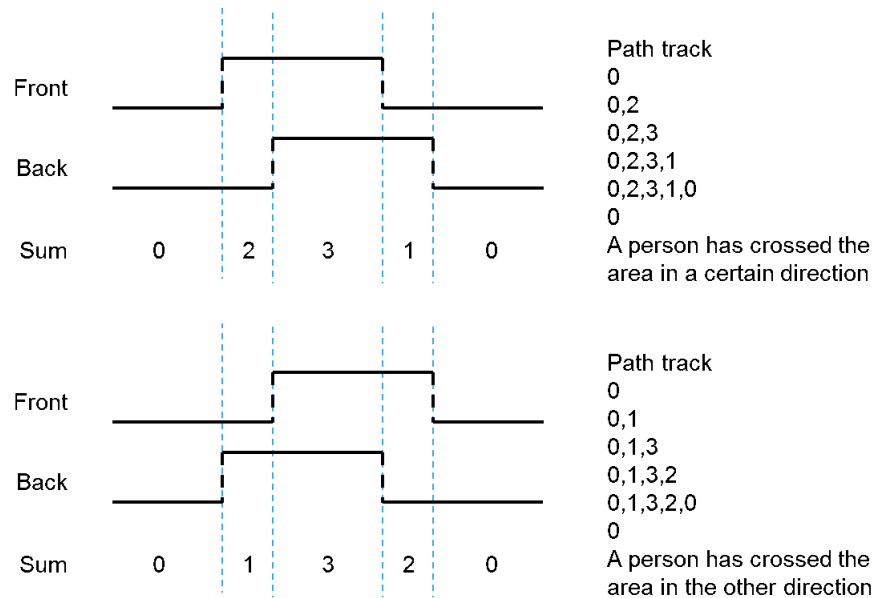 Front
Back
Sum 0 2 3 1 0
Path track
0
0,2
0,2,3
0,2,3,1
0,2,3,1,0
0
A person has crossed the
area in a certain direction
Front
Back
Sum 0 1 3 2 0
Path track
0
0,1
0,1,3
0,1,3,2
0,1,3,2,0
0
A person has crossed the
area in the other direction